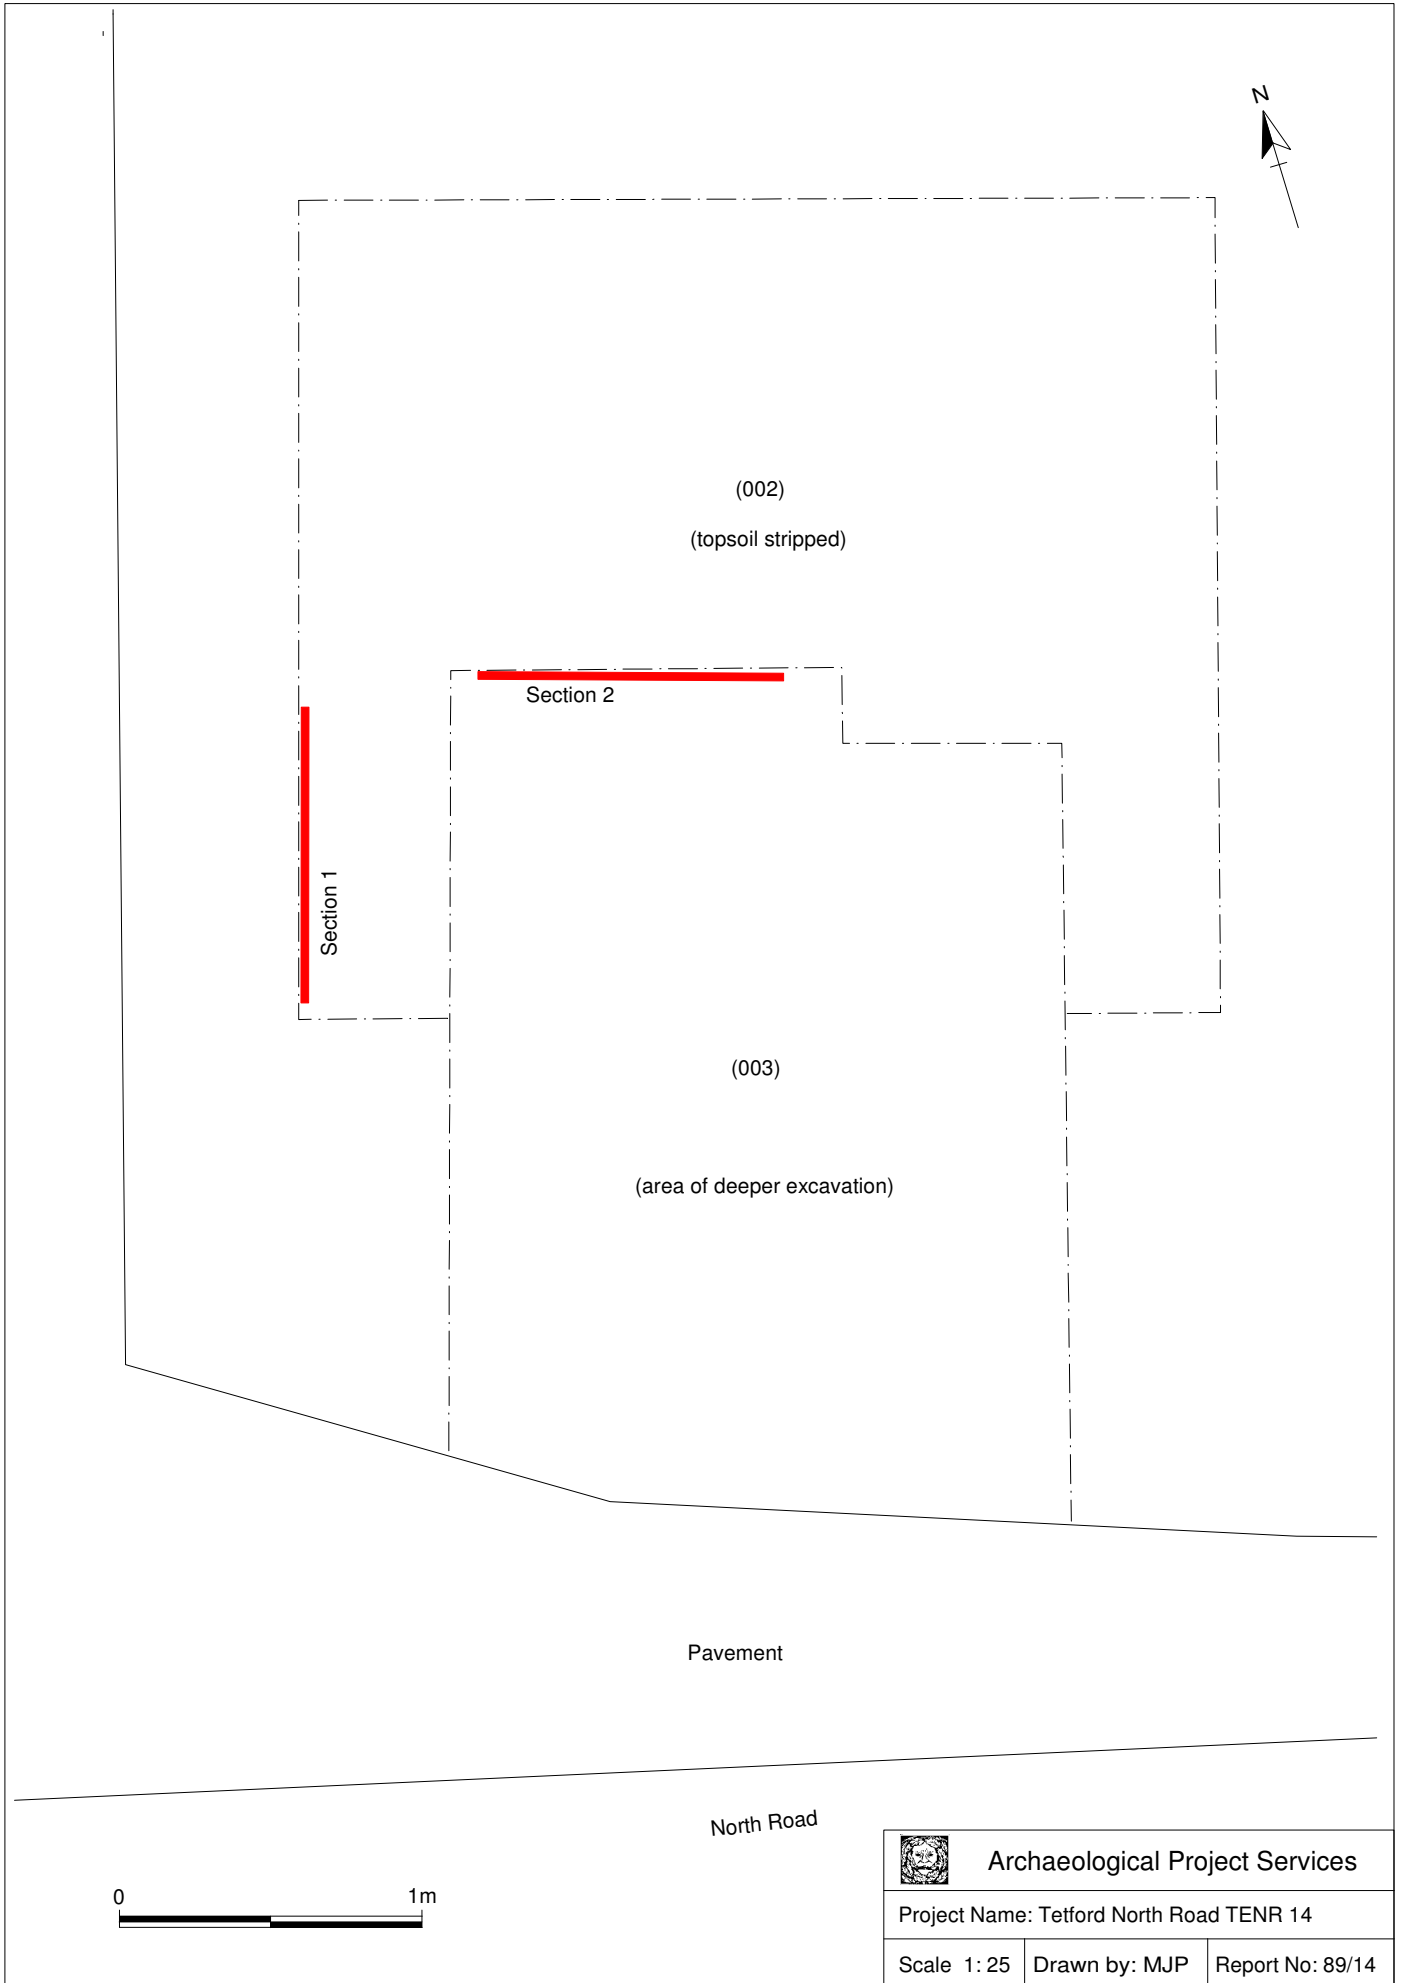 N
(002)
(topsoil stripped)
Section 2
Section 1
(003)
(area of deeper excavation)
Pavement
North Road
0 1m
Archaeological Project Services
Project Name: Tetford North Road TENR 14
Scale 1: 25 Drawn by: MJP Report No: 89/14